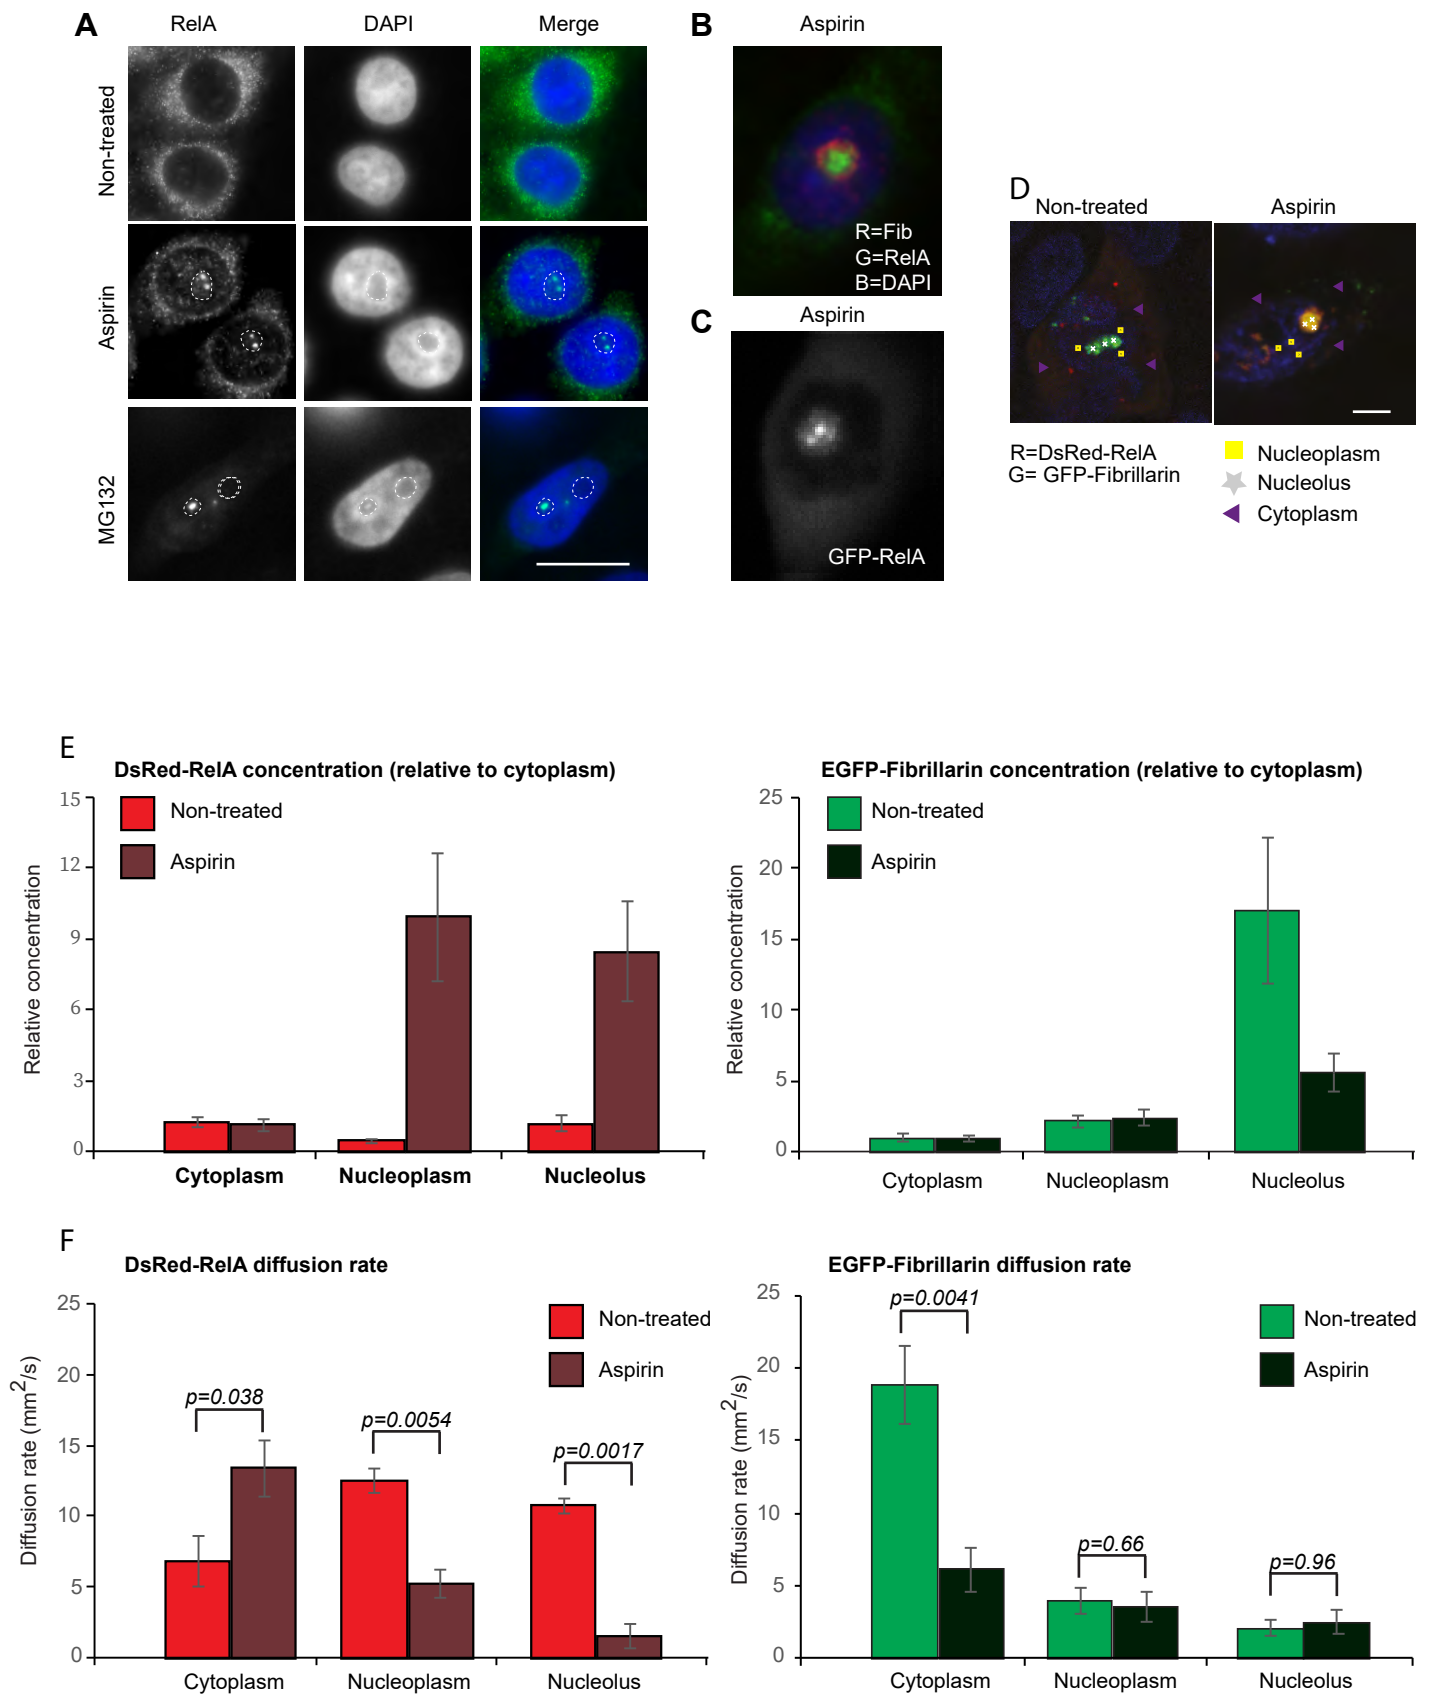 A
RelA
DAPI
Merge
Non-treated
Aspirin
MG132
B
Aspirin
R=Fib
G=RelA
B=DAPI
C
Aspirin
GFP-RelA
D
Non-treated
Aspirin
R=DsRed-RelA
G= GFP-Fibrillarin
Nucleoplasm
Nucleolus
Cytoplasm
E
DsRed-RelA concentration (relative to cytoplasm)
Non-treated
Aspirin
Relative concentration
15
12
9
6
3
0
Cytoplasm
Nucleoplasm
Nucleolus
EGFP-Fibrillarin concentration (relative to cytoplasm)
Non-treated
Aspirin
Relative concentration
25
20
15
10
5
0
Cytoplasm
Nucleoplasm
Nucleolus
F
DsRed-RelA diffusion rate
Non-treated
Aspirin
Diffusion rate (mm²/s)
25
20
15
10
5
0
p=0.038
p=0.0054
p=0.0017
Cytoplasm
Nucleoplasm
Nucleolus
EGFP-Fibrillarin diffusion rate
Non-treated
Aspirin
Diffusion rate (mm²/s)
25
20
15
10
5
0
p=0.0041
p=0.66
p=0.96
Cytoplasm
Nucleoplasm
Nucleolus